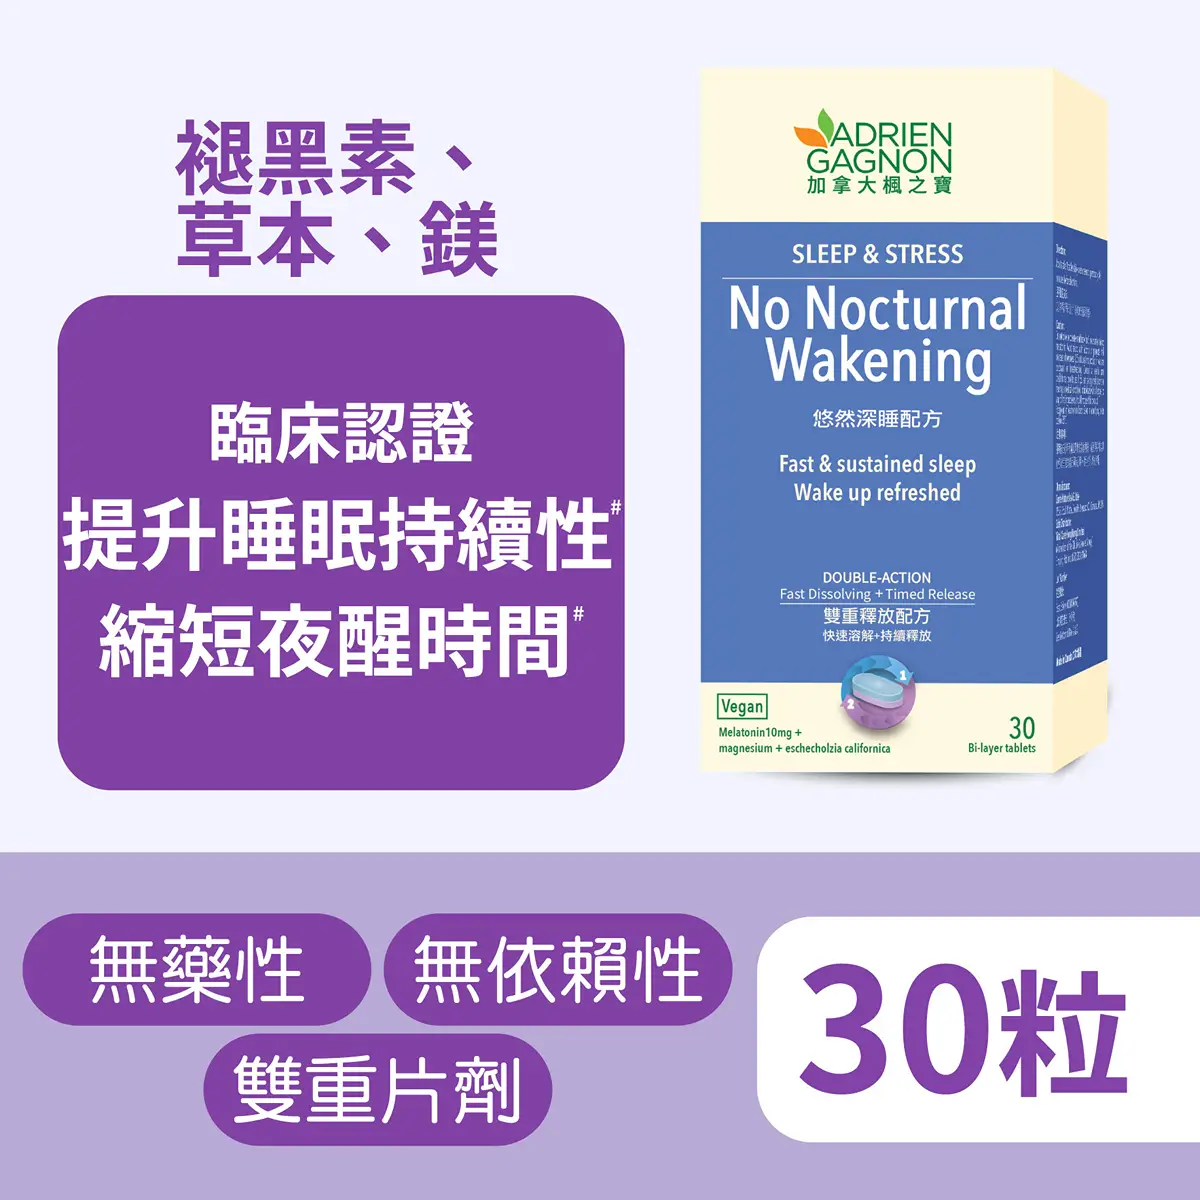 褪黑素、
草本、鎂
臨床認證
提升睡眠持續性#
縮短夜醒時間#
ADRIEN
GAGNON
加拿大楓之寶
SLEEP & STRESS
No Nocturnal
Wakening
悠然深睡配方
Fast & sustained sleep
Wake up refreshed
DOUBLE-ACTION
Fast Dissolving + Timed Release
雙重釋放配方
快速溶解+持續釋放
1
2
Vegan
Melatonin10mg +
magnesium + eschecholzia californica
30
Bi-layer tablets
無藥性
無依賴性
雙重片劑
30粒